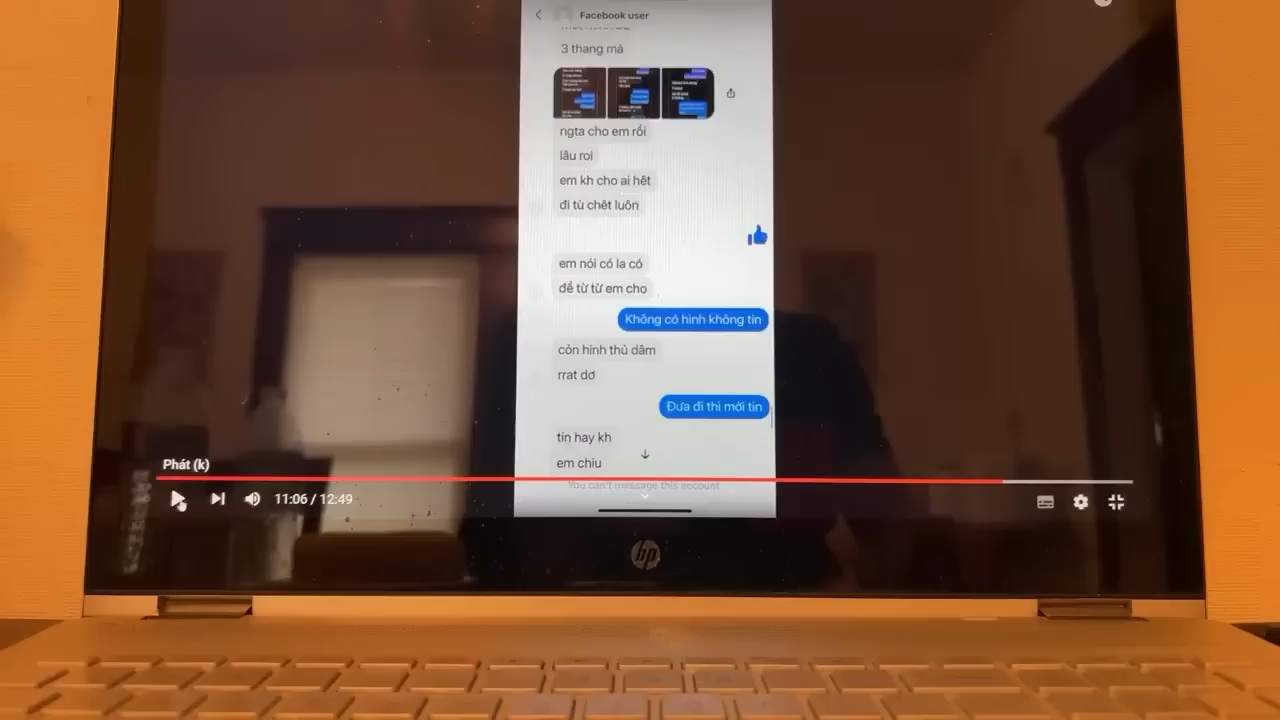 Facebook user
3 thang má
ngta cho em rồi
lâu roi
em kh cho ai hêt
đi tù chêt luôn
em nói có la có
để từ từ em cho
Không có hình không tin
còn hình thủ dâm
rrat dơ
Đưa đi thì mới tin
tin hay kh
em chiu
You can't message this account
Phát (k)
11:06 / 12:49
hp